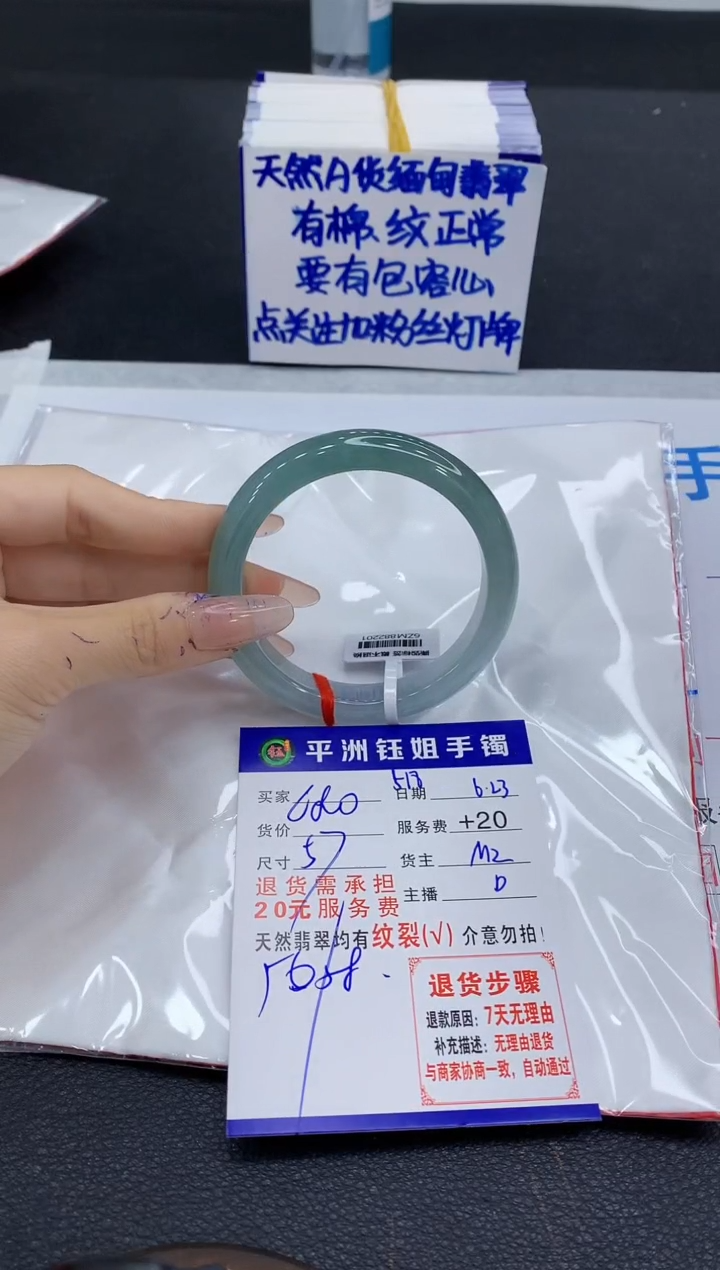 天然A货缅甸翡翠
有棉、纹正常
要有包容心
点关注加粉丝灯牌
手
6ZM882201
平洲钰姐手镯
买家 680 518 日期 6.23
货价 服务费 +20
尺寸 57 货主 M2
退货需承担 主播 D
20元服务费
天然翡翠均有纹裂(√) 介意勿拍!
退货步骤
退款原因:7天无理由
补充描述:无理由退货
与商家协商一致,自动通过